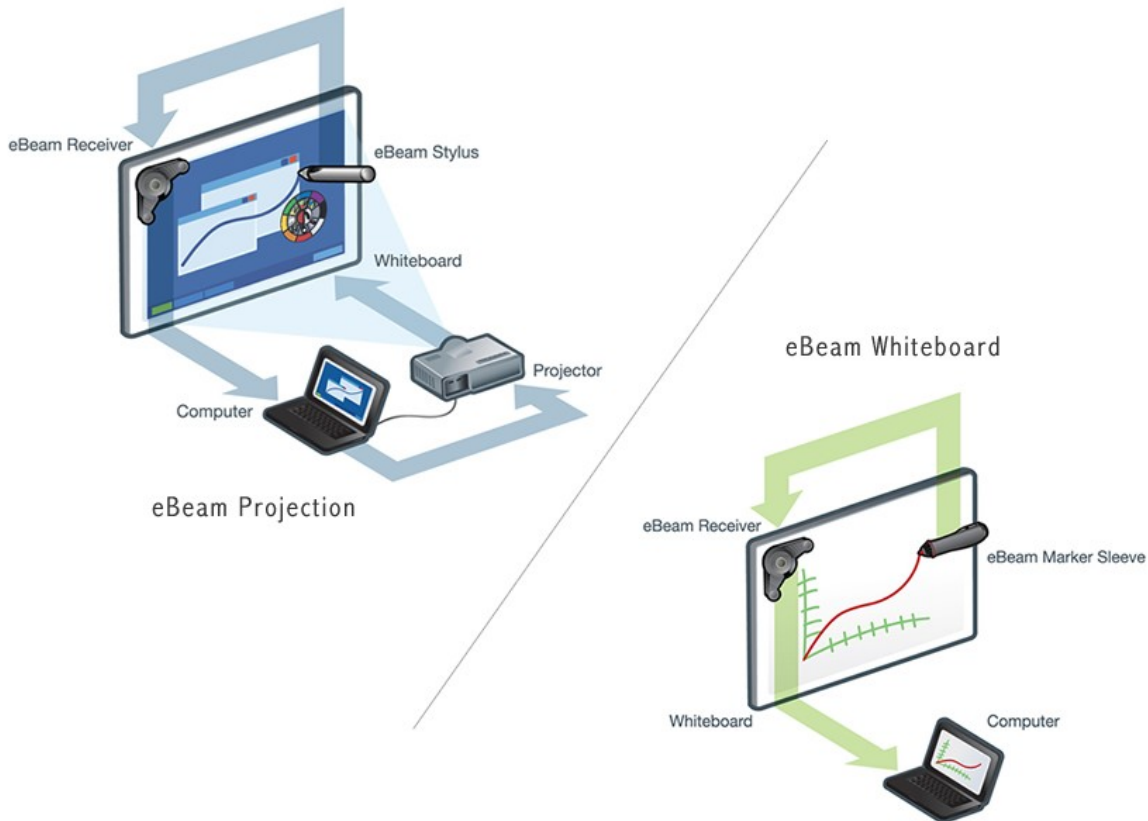 eBeam Receiver
eBeam Stylus
Whiteboard
Projector
Computer
eBeam Projection
eBeam Whiteboard
eBeam Receiver
eBeam Marker Sleeve
Whiteboard
Computer